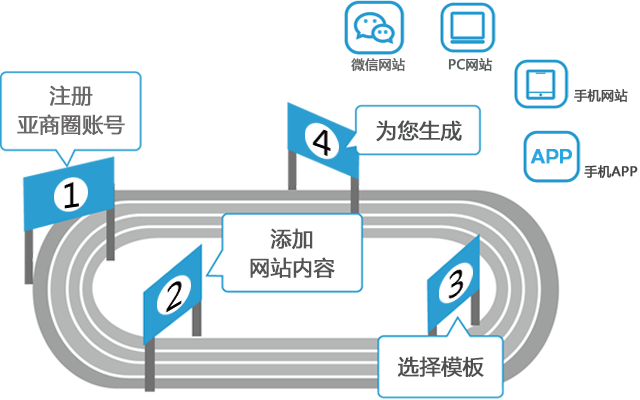 微信网站
PC网站
手机网站
APP
手机APP
注册
亚商圈账号
1
4
为您生成
添加
网站内容
2
3
选择模板